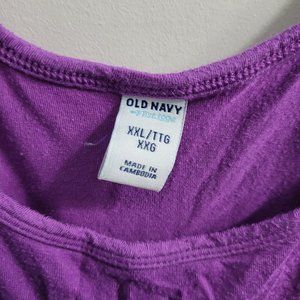 OLD NAVY
XXL/TTG
XXG
MADE IN
CAMBODIA